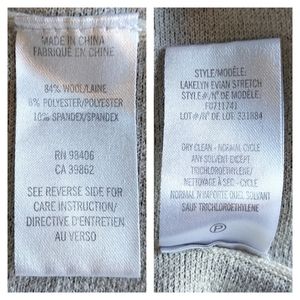 MADE IN CHINA
FABRIQUÉ EN CHINE
84% WOOL/LAINE
6% POLYESTER/POLYESTER
10% SPANDEX/SPANDEX
RN 98406
CA 39862
SEE REVERSE SIDE FOR
CARE INSTRUCTION/
DIRECTIVE D'ENTRETIEN
AU VERSO
STYLE/MODÈLE:
LAKELYN EVIAN STRETCH
STYLE #/N° DE MODÈLE:
F0711741
LOT #/N° DE LOT: 331884
DRY CLEAN - NORMAL CYCLE
ANY SOLVENT EXCEPT
TRICHLOROETHYLENE/
NETTOYAGE À SEC - CYCLE
NORMAL N'IMPORTE QUEL SOLVANT
SAUF TRICHLOROETHYLENE
P